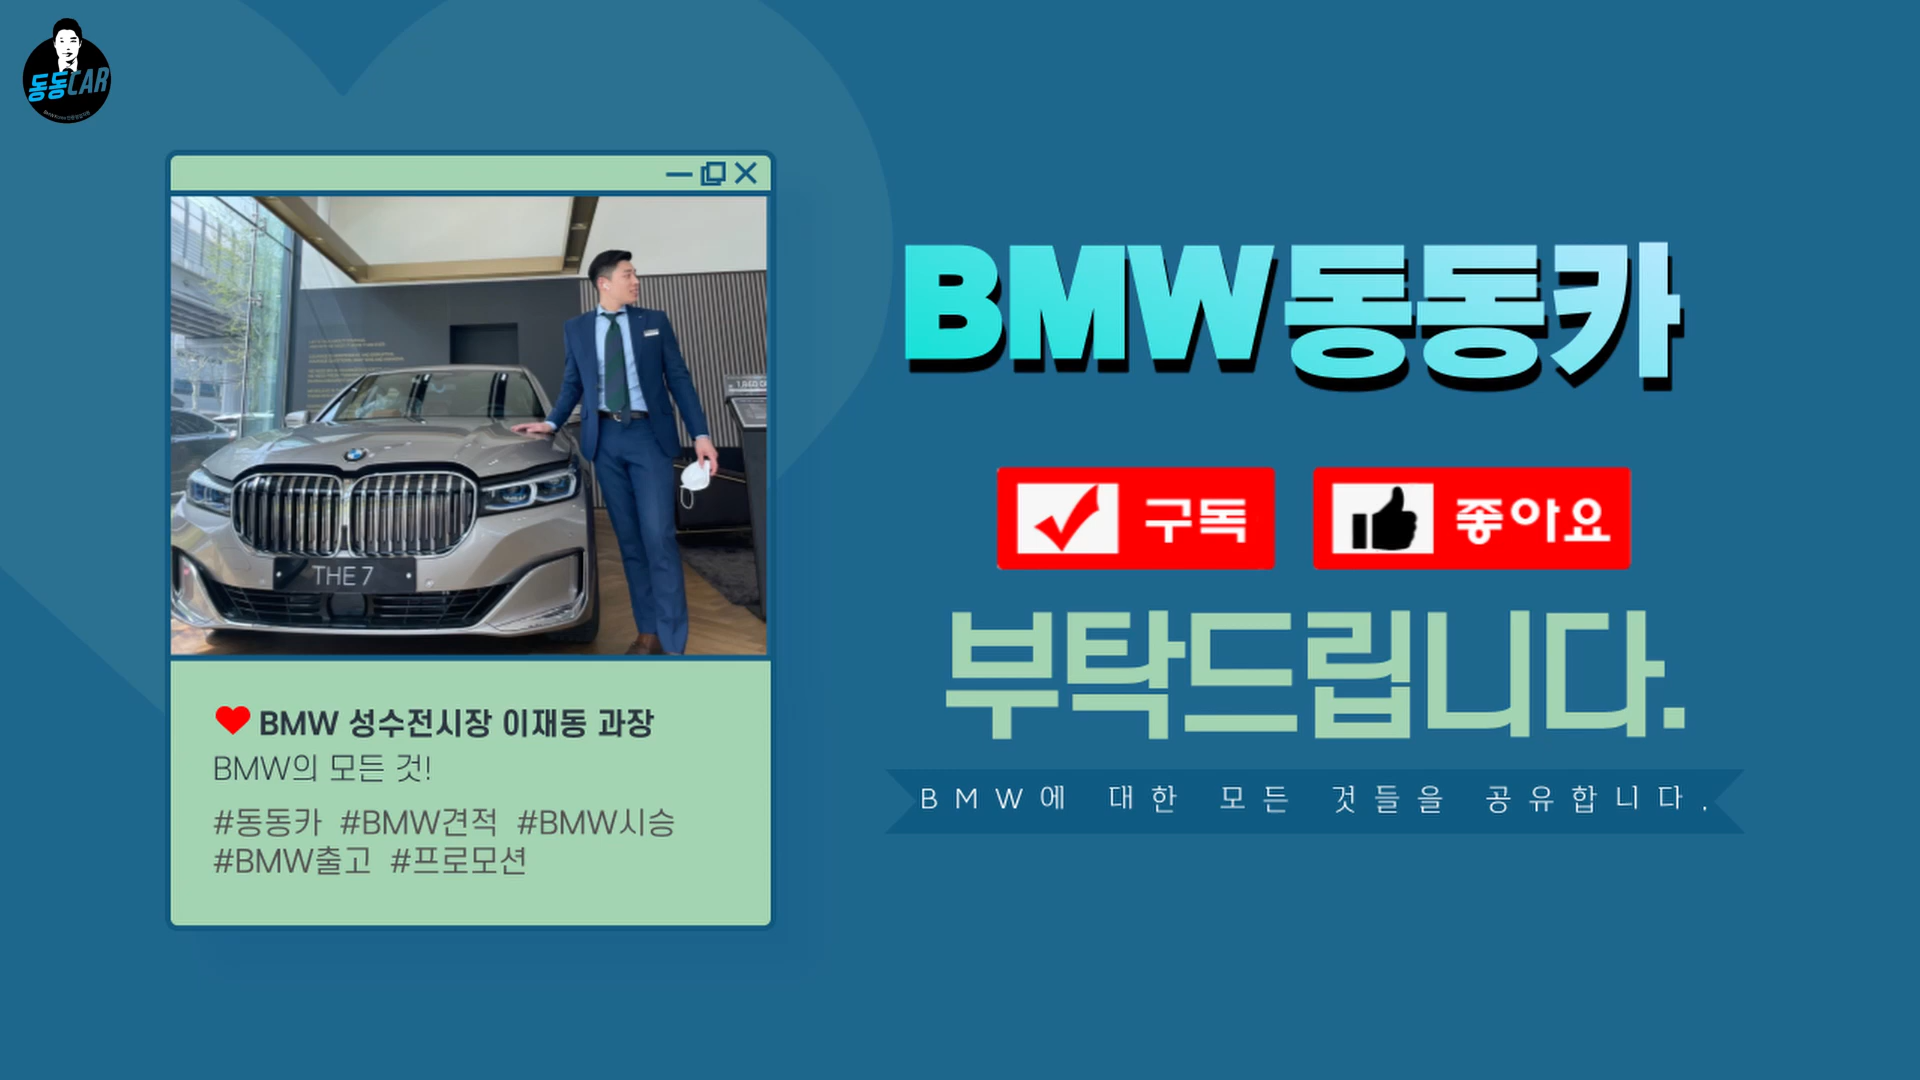 동동CAR
THE 7
BMW 성수전시장 이재동 과장
BMW의 모든 것!
#동동카 #BMW견적 #BMW시승
#BMW출고 #프로모션
BMW동동카
구독 좋아요
부탁드립니다.
BMW에 대한 모든 것들을 공유합니다.